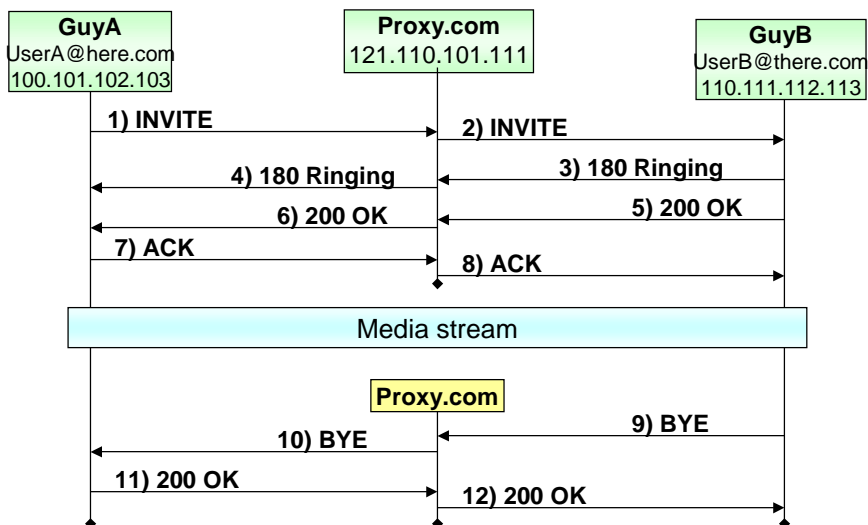 GuyA
UserA@here.com
100.101.102.103
Proxy.com
121.110.101.111
GuyB
UserB@there.com
110.111.112.113
1) INVITE
2) INVITE
3) 180 Ringing
4) 180 Ringing
5) 200 OK
6) 200 OK
7) ACK
8) ACK
Media stream
Proxy.com
9) BYE
10) BYE
11) 200 OK
12) 200 OK